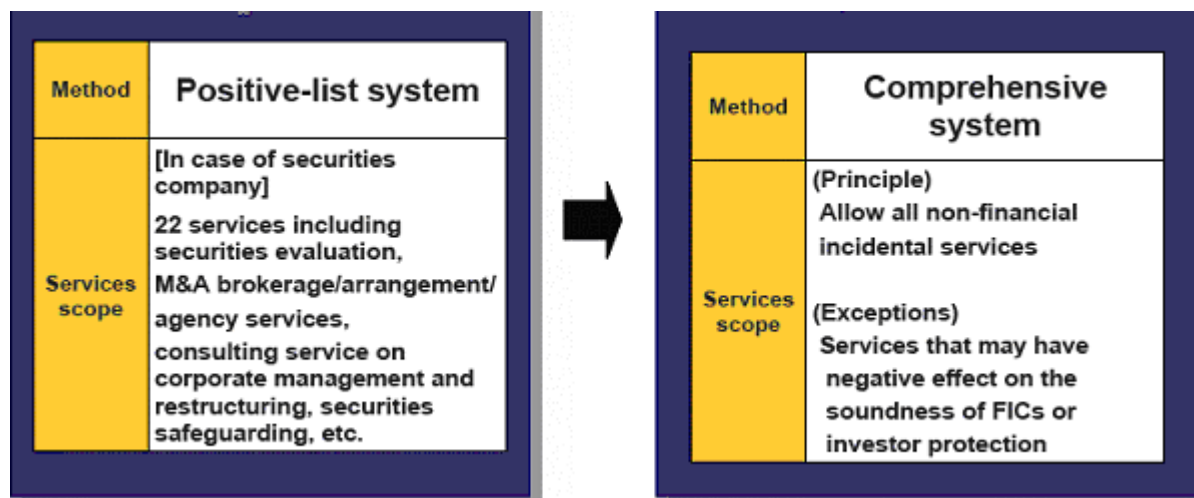 Method
Positive-list system
Services
scope
[In case of securities
company]
22 services including
securities evaluation,
M&A brokerage/arrangement/
agency services,
consulting service on
corporate management and
restructuring, securities
safeguarding, etc.
Method
Comprehensive
system
Services
scope
(Principle)
Allow all non-financial
incidental services
(Exceptions)
Services that may have
negative effect on the
soundness of FICs or
investor protection